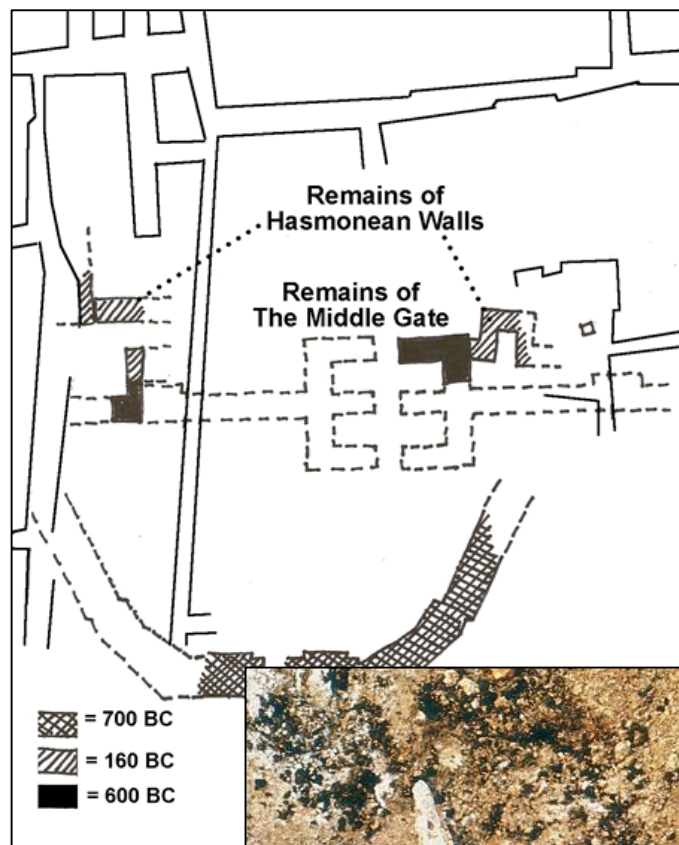 Remains of
Hasmonean Walls
Remains of
The Middle Gate
= 700 BC
= 160 BC
= 600 BC